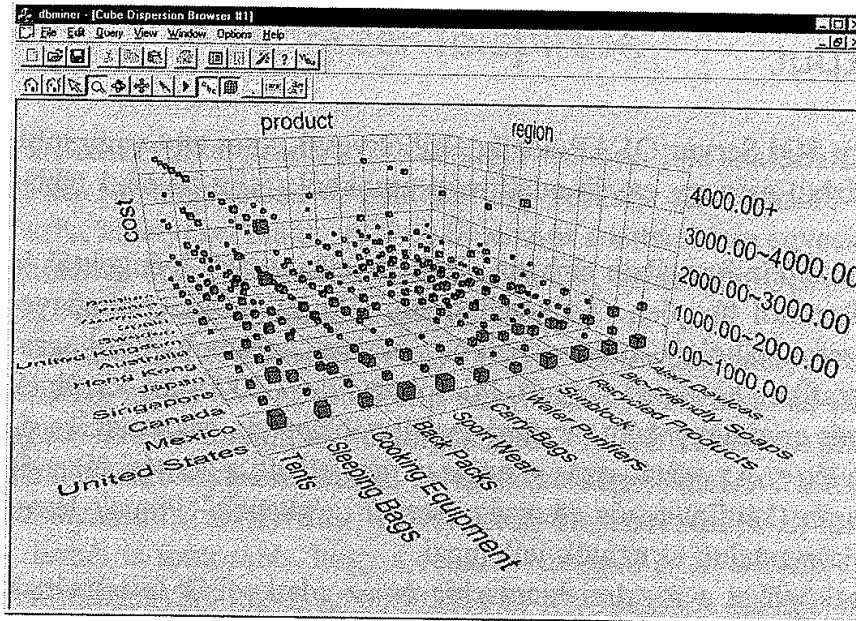 dbminer - [Cube Dispersion Browser #1]
File Edit Query View Window Options Help
product
region
cost
4000.00+
3000.00~4000.00
2000.00~3000.00
1000.00~2000.00
0.00~1000.00
Sweden
United Kingdom
Australia
Hong Kong
Japan
Singapore
Canada
Mexico
United States
Tents
Sleeping Bags
Cooking Equipment
Back Packs
Sport Wear
Carry-Bags
Water Purifiers
Sunblock
Recycled Products
Bio-Friendly Soaps
Alert Devices